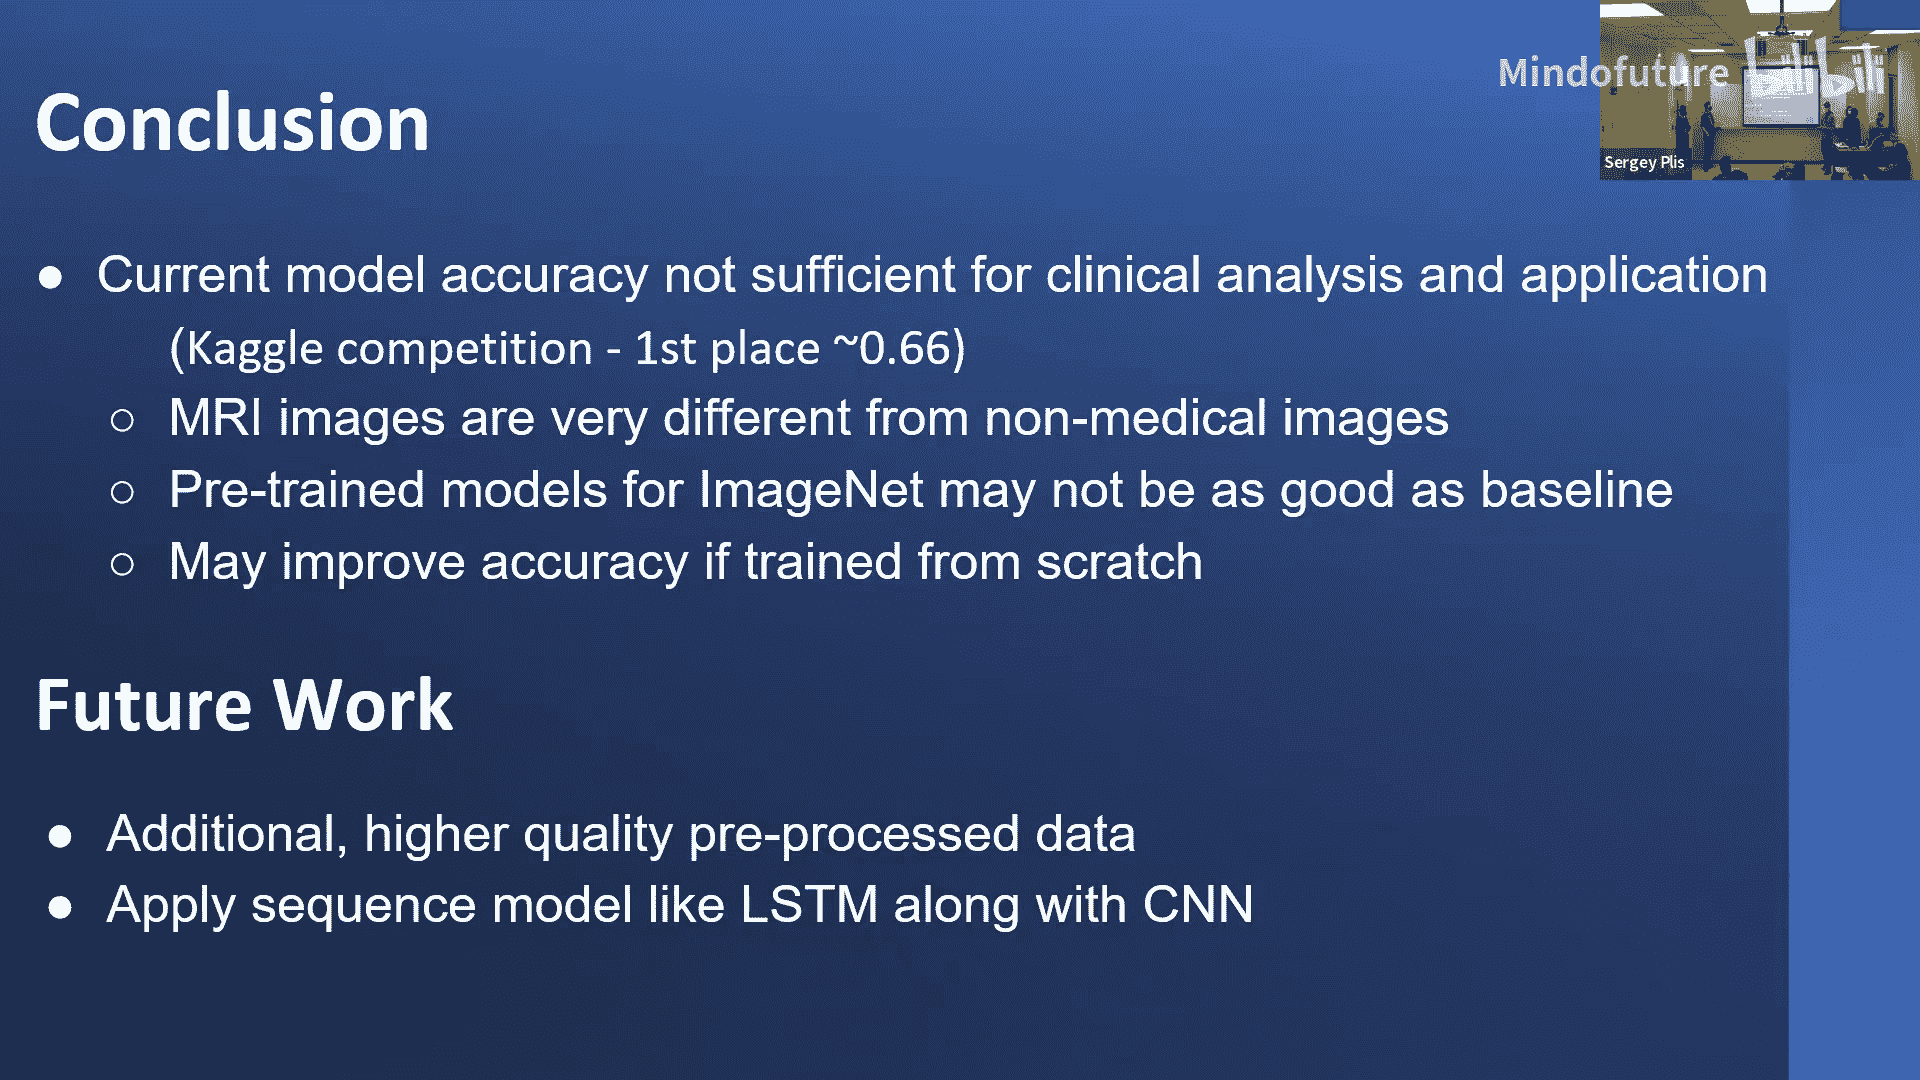 Mindofuture bilibili
Sergey Plis
Conclusion
● Current model accuracy not sufficient for clinical analysis and application
(Kaggle competition - 1st place ~0.66)
○ MRI images are very different from non-medical images
○ Pre-trained models for ImageNet may not be as good as baseline
○ May improve accuracy if trained from scratch
Future Work
● Additional, higher quality pre-processed data
● Apply sequence model like LSTM along with CNN